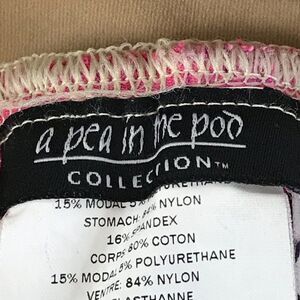 a pea in the pod
COLLECTION™
15% MODAL 5% POLYURETHANE
STOMACH: 84% NYLON
16% SPANDEX
CORPS 80% COTON
15% MODAL 5% POLYURETHANE
VENTRE: 84% NYLON
ELASTHANNE